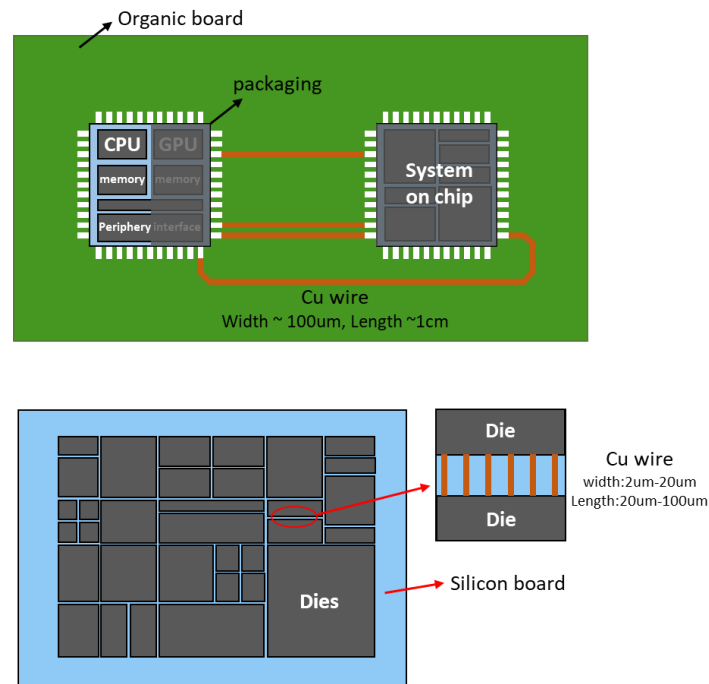 Organic board
packaging
CPU GPU
memory memory
Periphery interface
System
on chip
Cu wire
Width ~ 100um, Length ~1cm
Die
Die
Cu wire
width:2um-20um
Length:20um-100um
Silicon board
Dies